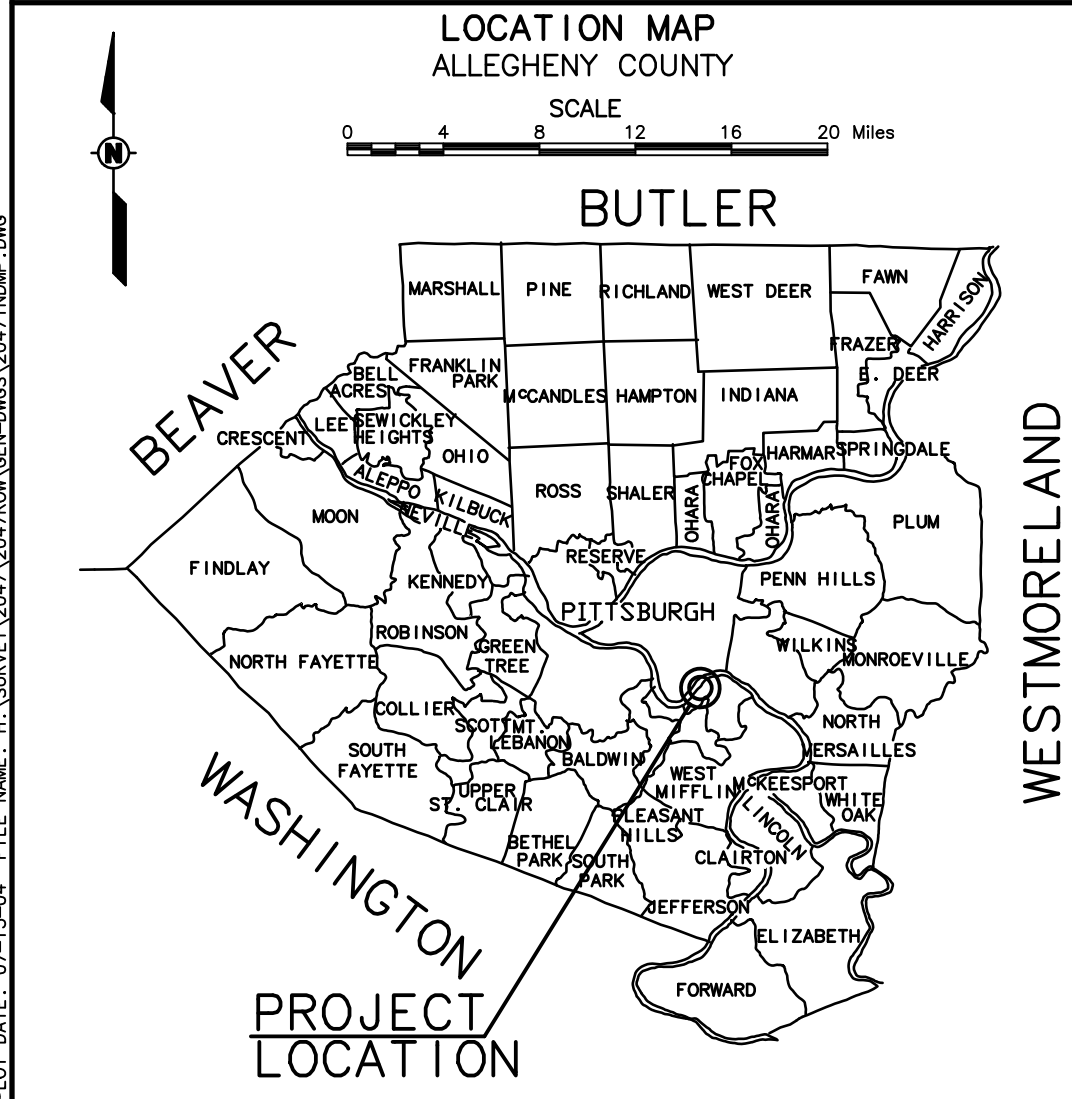 LOCATION MAP
ALLEGHENY COUNTY
SCALE
0 4 8 12 16 20 Miles
N
BUTLER
BEAVER
WESTMORELAND
WASHINGTON
MARSHALL
PINE
RICHLAND
WEST DEER
FAWN
HARRISON
FRAZER
E. DEER
FRANKLIN
PARK
BELL
ACRES
McCANDLES
HAMPTON
INDIANA
LEET
SEWICKLEY
HEIGHTS
CRESCENT
OHIO
HARMAR
SPRINGDALE
FOX
CHAPEL
ALEPPO
KILBUCK
ROSS
SHALER
OHARA
OHARA
NEVILLE
MOON
PLUM
RESERVE
FINDLAY
KENNEDY
PENN HILLS
PITTSBURGH
ROBINSON
GREEN
TREE
WILKINS
MONROEVILLE
NORTH FAYETTE
COLLIER
SCOTT
MT.
LEBANON
NORTH
VERSAILLES
SOUTH
FAYETTE
BALDWIN
WEST
MIFFLIN
McKEESPORT
WHITE
OAK
UPPER
ST. CLAIR
LINCOLN
PLEASANT
HILLS
BETHEL
PARK
SOUTH
PARK
CLAIRTON
JEFFERSON
ELIZABETH
FORWARD
PROJECT
LOCATION